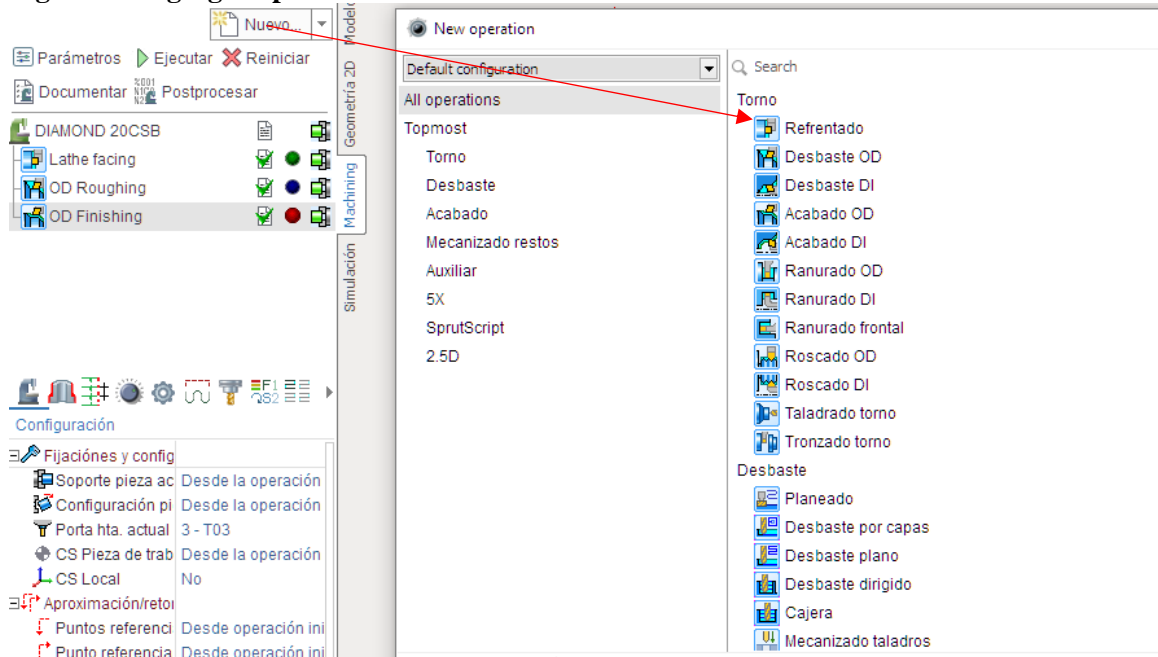 Nuevo...
Parámetros Ejecutar Reiniciar
Documentar Postprocesar
DIAMOND 20CSB
Lathe facing
OD Roughing
OD Finishing
Modelo
Geometría 2D
Machining
Simulación
Configuración
Fijaciónes y config
Soporte pieza ac Desde la operación
Configuración pi Desde la operación
Porta hta. actual 3 - T03
CS Pieza de trab Desde la operación
CS Local No
Aproximación/retor
Puntos referenci Desde operación ini
Punto referencia Desde operación ini
New operation
Default configuration
All operations
Topmost
Torno
Desbaste
Acabado
Mecanizado restos
Auxiliar
5X
SprutScript
2.5D
Search
Torno
Refrentado
Desbaste OD
Desbaste DI
Acabado OD
Acabado DI
Ranurado OD
Ranurado DI
Ranurado frontal
Roscado OD
Roscado DI
Taladrado torno
Tronzado torno
Desbaste
Planeado
Desbaste por capas
Desbaste plano
Desbaste dirigido
Cajera
Mecanizado taladros